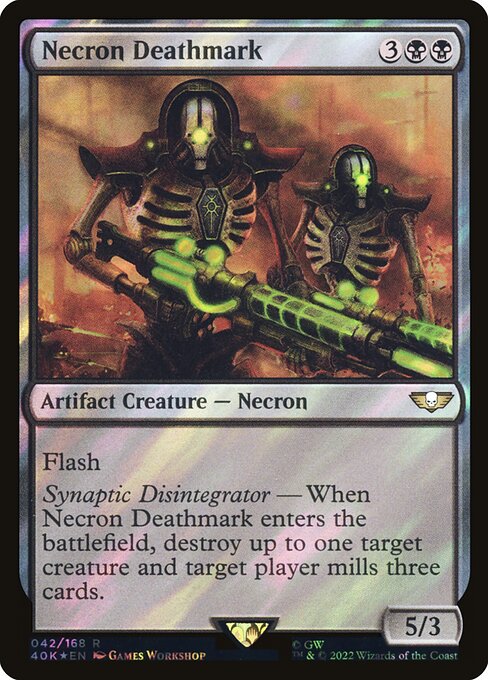 Necron Deathmark 3
Artifact Creature — Necron
Flash
Synaptic Disintegrator — When
Necron Deathmark enters the
battlefield, destroy up to one target
creature and target player mills three
cards.
5/3
042/168 R
40K★EN Games Workshop
© GW
™ & © 2022 Wizards of the Coast